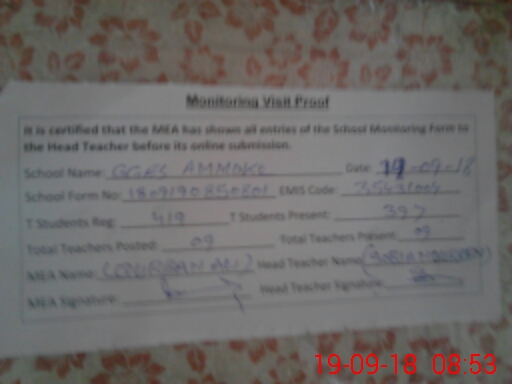 Monitoring Visit Proof
It is certified that the MEA has shown all entries of the School Monitoring Form to
the Head Teacher before its online submission.
School Name: GGES AMMOKE Date: 19-09-18
School Form No: EMIS Code:
T Students Reg: 419 T Students Present: 397
Total Teachers Posted: 09 Total Teachers Present: 09
MEA Name: Head Teacher Name
MEA Signature: Head Teacher Signature
19-09-18 08:53